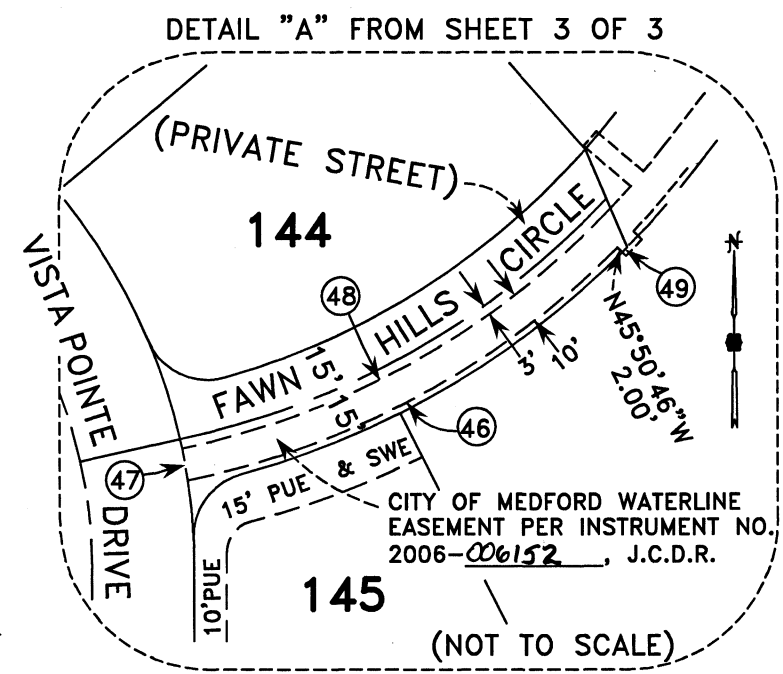 DETAIL "A" FROM SHEET 3 OF 3
(PRIVATE STREET)
144
VISTA POINTE
DRIVE
FAWN HILLS CIRCLE
48
49
N
N45°50'46"W
2.00'
15'
15'
3'
10'
46
47
15' PUE & SWE
CITY OF MEDFORD WATERLINE
EASEMENT PER INSTRUMENT NO.
2006-006152, J.C.D.R.
10'PUE
145
(NOT TO SCALE)